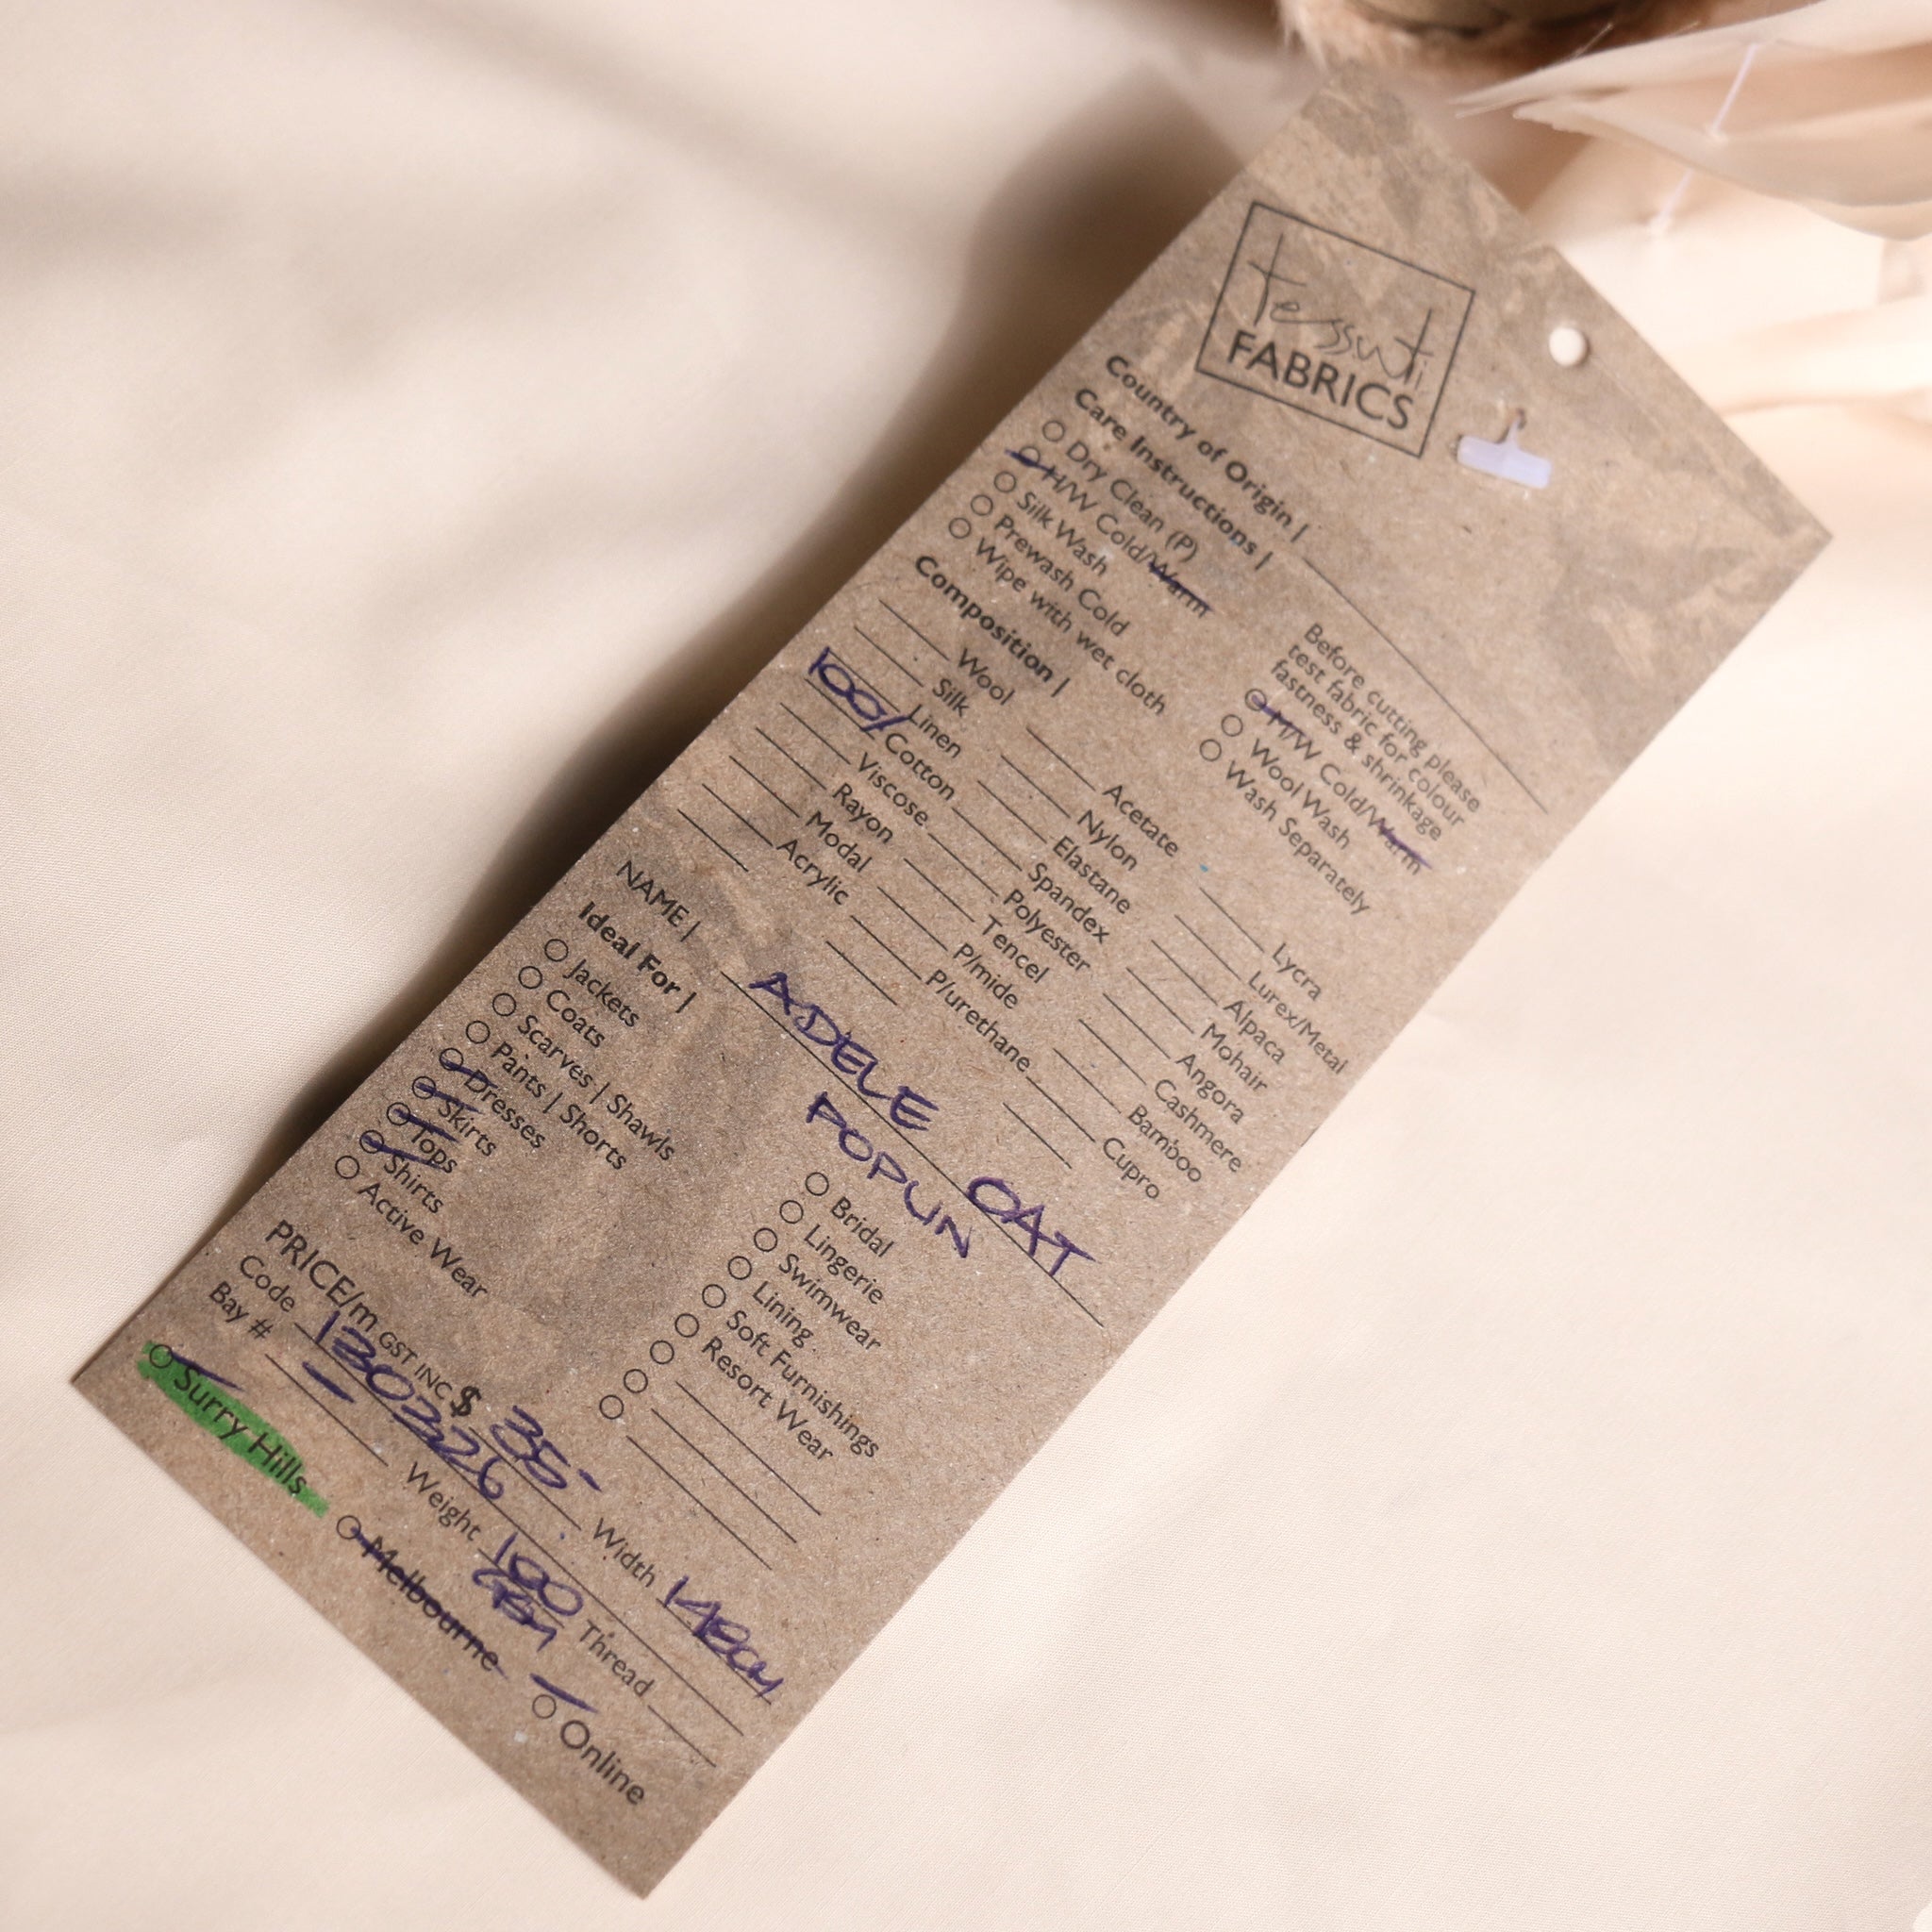 tessuti
FABRICS
Country of Origin |
Care Instructions |
Dry Clean (P)
H/W Cold/Warm
Silk Wash
Prewash Cold
Wipe with wet cloth
Before cutting please
test fabric for colour
fastness & shrinkage
M/W Cold/Warm
Wool Wash
Wash Separately
Composition |
Wool
Silk
Linen
100/ Cotton
Viscose
Rayon
Modal
Acrylic
Acetate
Nylon
Elastane
Spandex
Polyester
Tencel
P/mide
P/urethane
Lycra
Lurex/Metal
Alpaca
Mohair
Angora
Cashmere
Bamboo
Cupro
NAME | ADELE OAT
POPLIN
Ideal For |
Jackets
Coats
Scarves | Shawls
Pants | Shorts
Dresses
Skirts
Tops
Shirts
Active Wear
Bridal
Lingerie
Swimwear
Lining
Soft Furnishings
Resort Wear
PRICE/m GST INC $ 35-
Code 130326 Width 148cm
Bay # - Weight 100 GSM Thread
Surry Hills Melbourne Online